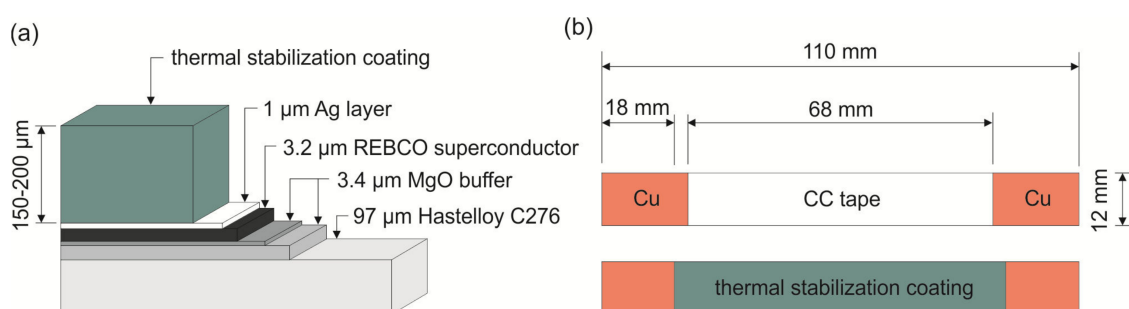 (a)
thermal stabilization coating
1 µm Ag layer
3.2 µm REBCO superconductor
3.4 µm MgO buffer
97 µm Hastelloy C276
150-200 µm
(b)
110 mm
18 mm
68 mm
Cu
CC tape
Cu
12 mm
thermal stabilization coating